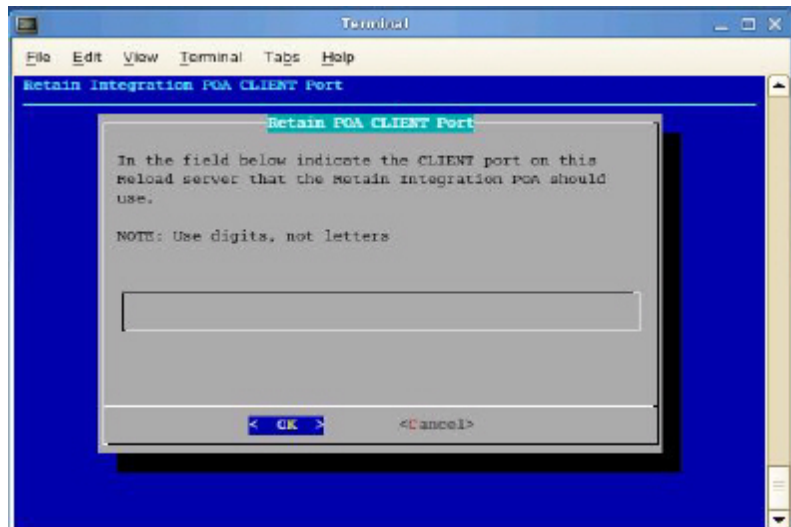 Terminal
File Edit View Terminal Tabs Help
Retain Integration POA CLIENT Port
Retain POA CLIENT Port
In the field below indicate the CLIENT port on this
Reload server that the Retain Integration POA should
use.
NOTE: Use digits, not letters
< OK > <Cancel>